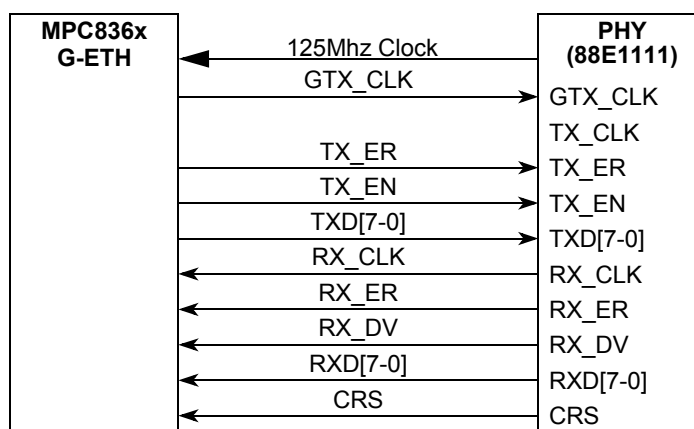 MPC836x
G-ETH
PHY
(88E1111)
125Mhz Clock
GTX_CLK
GTX_CLK
TX_CLK
TX_ER
TX_ER
TX_EN
TX_EN
TXD[7-0]
TXD[7-0]
RX_CLK
RX_CLK
RX_ER
RX_ER
RX_DV
RX_DV
RXD[7-0]
RXD[7-0]
CRS
CRS